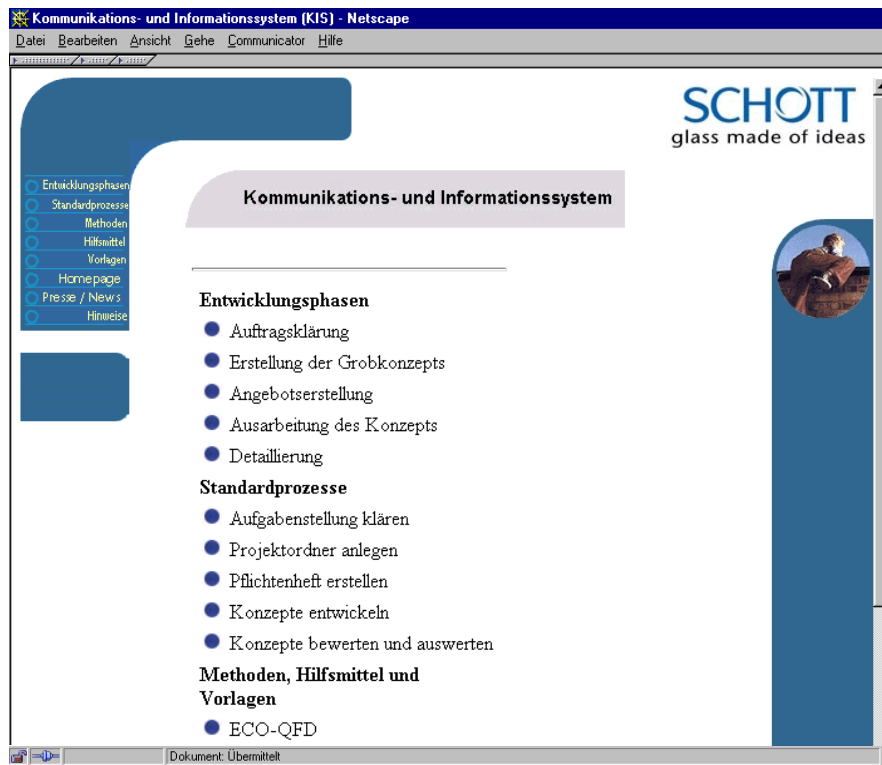 Kommunikations- und Informationssystem (KIS) - Netscape
Datei Bearbeiten Ansicht Gehe Communicator Hilfe
SCHOTT
glass made of ideas
Entwicklungsphasen
Standardprozesse
Methoden
Hilfsmittel
Vorlagen
Homepage
Presse / News
Hinweise
Kommunikations- und Informationssystem
Entwicklungsphasen
Auftragsklärung
Erstellung der Grobkonzepts
Angebotserstellung
Ausarbeitung des Konzepts
Detaillierung
Standardprozesse
Aufgabenstellung klären
Projektordner anlegen
Pflichtenheft erstellen
Konzepte entwickeln
Konzepte bewerten und auswerten
Methoden, Hilfsmittel und
Vorlagen
ECO-QFD
Dokument: Übermittelt